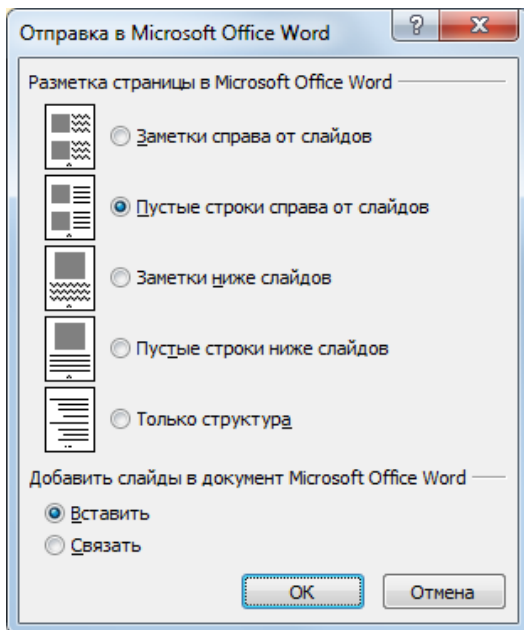 Отправка в Microsoft Office Word
Разметка страницы в Microsoft Office Word
Заметки справа от слайдов
Пустые строки справа от слайдов
Заметки ниже слайдов
Пустые строки ниже слайдов
Только структура
Добавить слайды в документ Microsoft Office Word
Вставить
Связать
ОК
Отмена